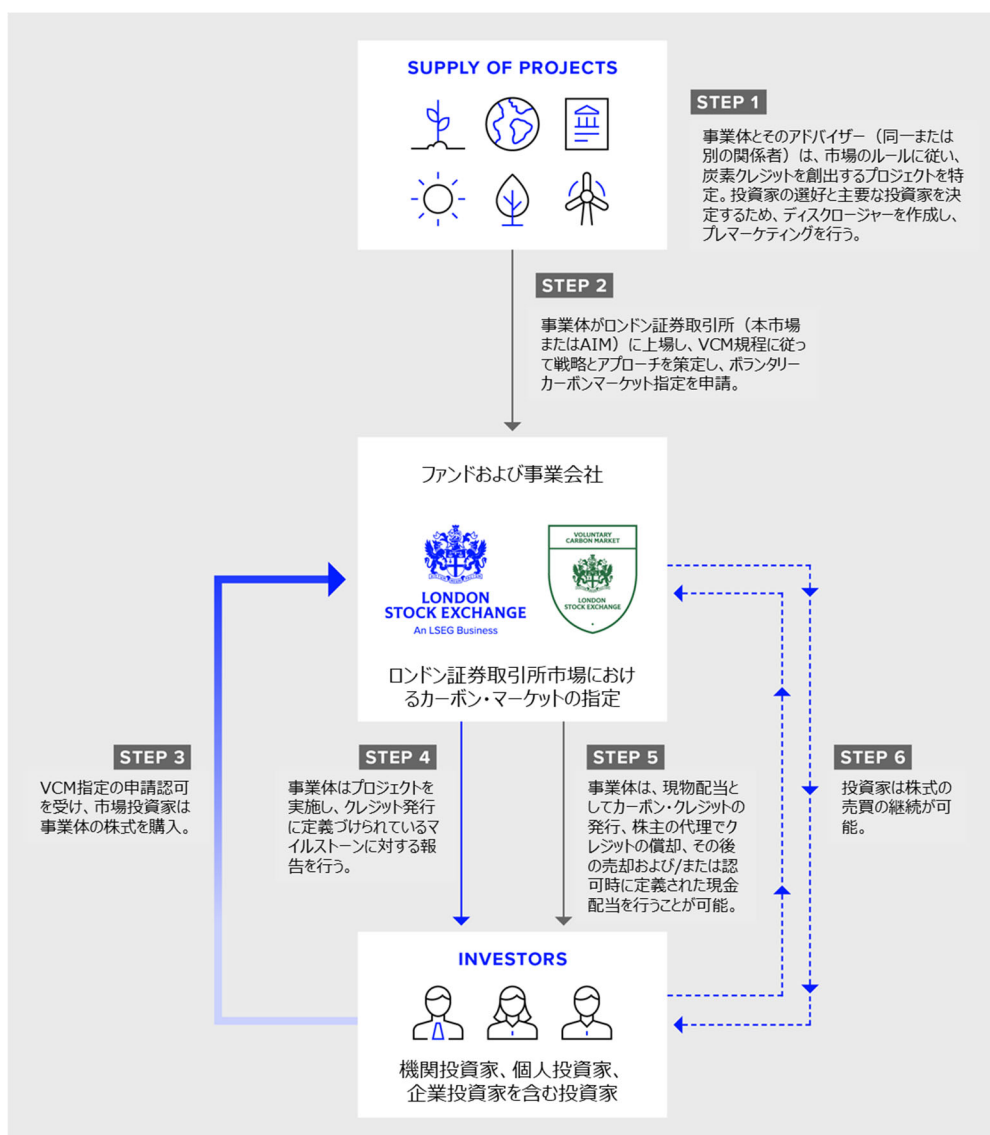 SUPPLY OF PROJECTS
STEP 1
事業体とそのアドバイザー（同一または
別の関係者）は、市場のルールに従い、
炭素クレジットを創出するプロジェクトを特
定。投資家の選好と主要な投資家を決
定するため、ディスクロージャーを作成し、
プレマーケティングを行う。
STEP 2
事業体がロンドン証券取引所（本市場
またはAIM）に上場し、VCM規程に従っ
て戦略とアプローチを策定し、ボランタリー
カーボンマーケット指定を申請。
ファンドおよび事業会社
LONDON
STOCK EXCHANGE
An LSEG Business
VOLUNTARY
CARBON MARKET
LONDON
STOCK EXCHANGE
ロンドン証券取引所市場におけ
るカーボン・マーケットの指定
STEP 3
VCM指定の申請認可
を受け、市場投資家は
事業体の株式を購入。
STEP 4
事業体はプロジェクトを
実施し、クレジット発行
に定義づけられているマ
イルストーンに対する報
告を行う。
STEP 5
事業体は、現物配当と
してカーボン・クレジットの
発行、株主の代理でク
レジットの償却、その後
の売却および/または認
可時に定義された現金
配当を行うことが可能。
STEP 6
投資家は株式の
売買の継続が可
能。
INVESTORS
機関投資家、個人投資家、
企業投資家を含む投資家